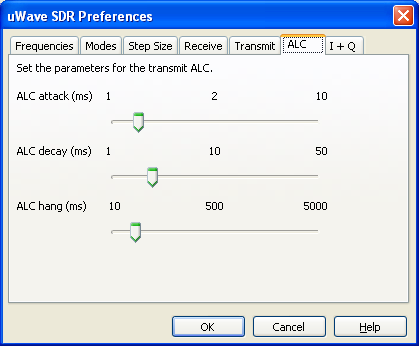 uWave SDR Preferences
Frequencies Modes Step Size Receive Transmit ALC I + Q
Set the parameters for the transmit ALC.
ALC attack (ms) 1 2 10
ALC decay (ms) 1 10 50
ALC hang (ms) 10 500 5000
OK Cancel Help